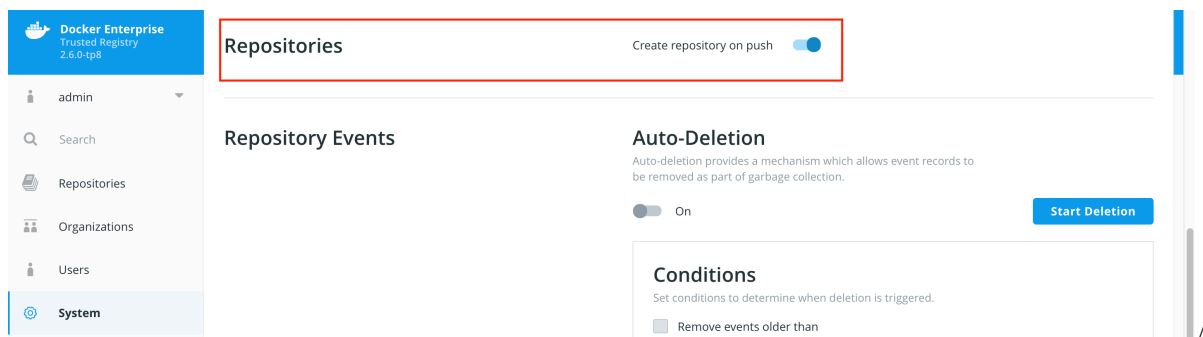 Docker Enterprise
Trusted Registry
2.6.0-tp8
admin
Search
Repositories
Organizations
Users
System
Repositories
Create repository on push
Repository Events
Auto-Deletion
Auto-deletion provides a mechanism which allows event records to
be removed as part of garbage collection.
On
Start Deletion
Conditions
Set conditions to determine when deletion is triggered.
Remove events older than